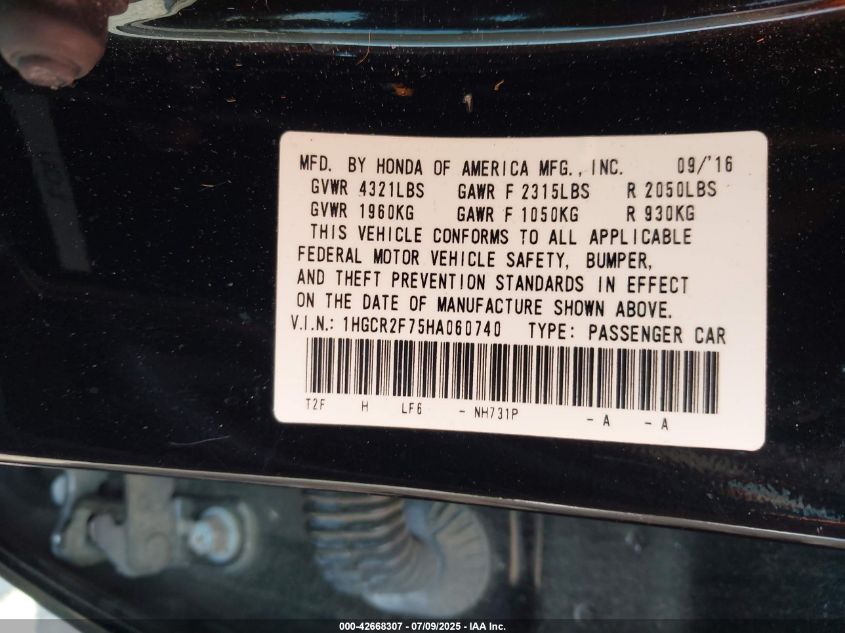 MFD. BY HONDA OF AMERICA MFG., INC. 09/'16
GVWR 4321LBS GAWR F 2315LBS R 2050LBS
GVWR 1960KG GAWR F 1050KG R 930KG
THIS VEHICLE CONFORMS TO ALL APPLICABLE
FEDERAL MOTOR VEHICLE SAFETY, BUMPER,
AND THEFT PREVENTION STANDARDS IN EFFECT
ON THE DATE OF MANUFACTURE SHOWN ABOVE.
V.I.N.: 1HGCR2F75HA060740 TYPE: PASSENGER CAR
T2F H LF6 - NH731P - A - A
000-42668307 - 07/09/2025 - IAA Inc.